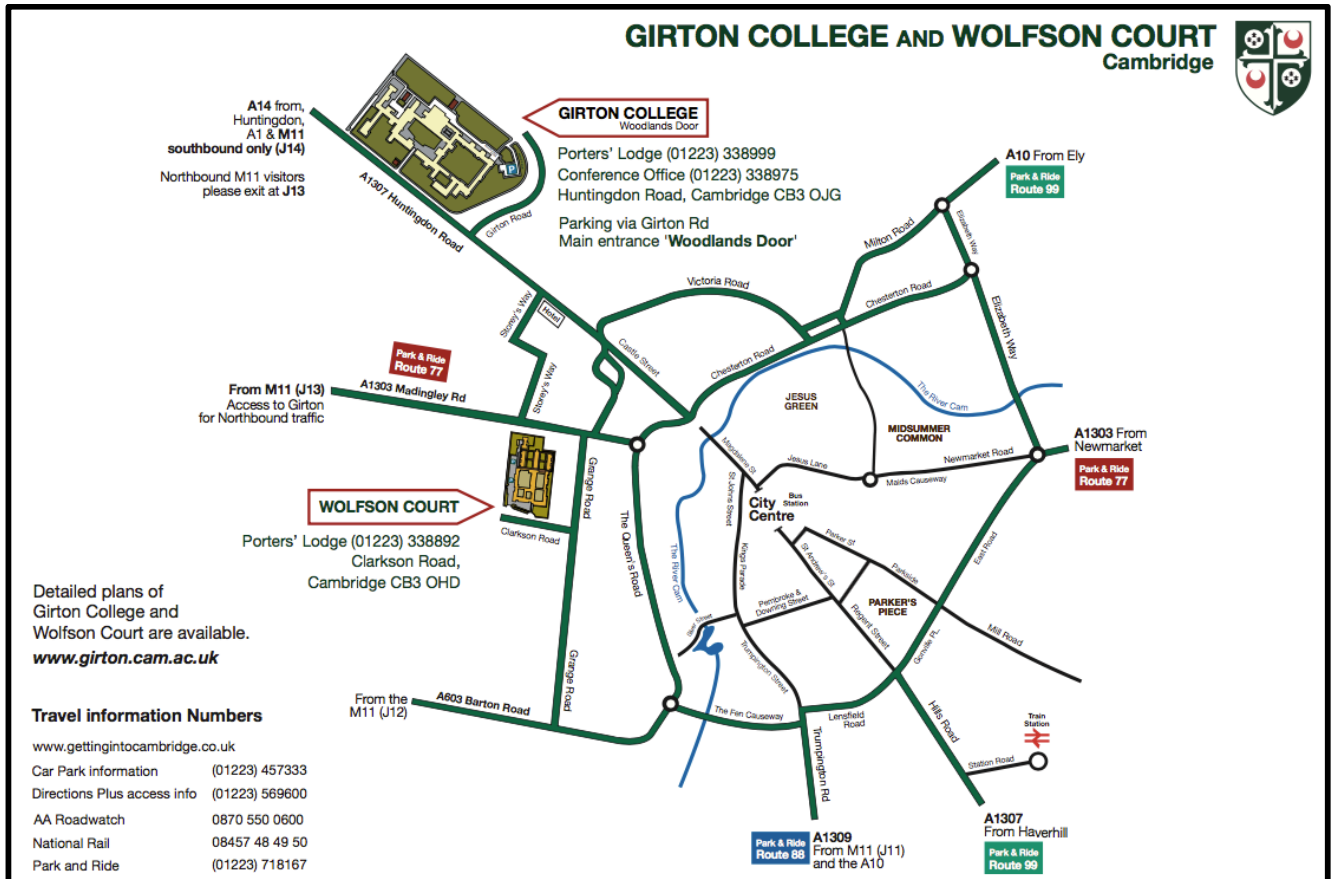 GIRTON COLLEGE AND WOLFSON COURT
Cambridge
A14 from,
Huntingdon,
A1 & M11
southbound only (J14)
Northbound M11 visitors
please exit at J13
GIRTON COLLEGE
Woodlands Door
Porters' Lodge (01223) 338999
Conference Office (01223) 338975
Huntingdon Road, Cambridge CB3 OJG
Parking via Girton Rd
Main entrance 'Woodlands Door'
P
A1307 Huntingdon Road
Girton Road
A10 From Ely
Park & Ride
Route 99
Milton Road
Elizabeth Way
Victoria Road
Chesterton Road
Elizabeth Way
Storey's Way
Hotel
Castle Street
Chesterton Road
Park & Ride
Route 77
From M11 (J13)
Access to Girton
for Northbound traffic
A1303 Madingley Rd
Storey's Way
JESUS
GREEN
The River Cam
MIDSUMMER
COMMON
A1303 From
Newmarket
Park & Ride
Route 77
Magdalene St
Jesus Lane
Newmarket Road
Maids Causeway
Grange Road
WOLFSON COURT
Porters' Lodge (01223) 338892
Clarkson Road,
Cambridge CB3 OHD
Clarkson Road
The Queen's Road
St Johns Street
City
Centre
Bus
Station
The River Cam
Kings Parade
Parker St
St Andrew's St
Parkside
East Road
Pembroke &
Downing Street
PARKER'S
PIECE
Regent Street
Mill Road
Gonville PL.
Silver Street
Trumpington Street
Detailed plans of
Girton College and
Wolfson Court are available.
www.girton.cam.ac.uk
Grange Road
From the
M11 (J12)
A603 Barton Road
The Fen Causeway
Lensfield
Road
Hills Road
Train
Station
Station Road
Trumpington Rd
Park & Ride
Route 88
A1309
From M11 (J11)
and the A10
A1307
From Haverhill
Park & Ride
Route 99
Travel information Numbers
www.gettingintocambridge.co.uk
Car Park information (01223) 457333
Directions Plus access info (01223) 569600
AA Roadwatch 0870 550 0600
National Rail 08457 48 49 50
Park and Ride (01223) 718167